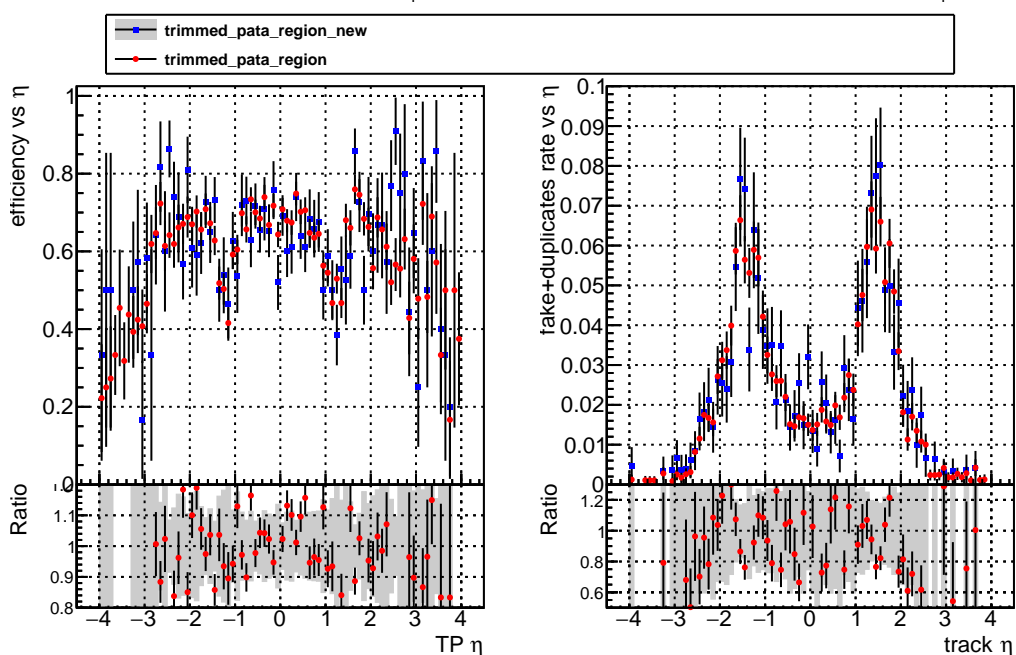 trimmed_pata_region_new
trimmed_pata_region
efficiency vs η
1
0.8
0.6
0.4
0.2
0
Ratio
1.1
1
0.9
0.8
−4 −3 −2 −1 0 1 2 3 4
TP η
fake+duplicates rate vs η
0.1
0.09
0.08
0.07
0.06
0.05
0.04
0.03
0.02
0.01
0
Ratio
1.2
1
0.8
0.6
−4 −3 −2 −1 0 1 2 3 4
track η